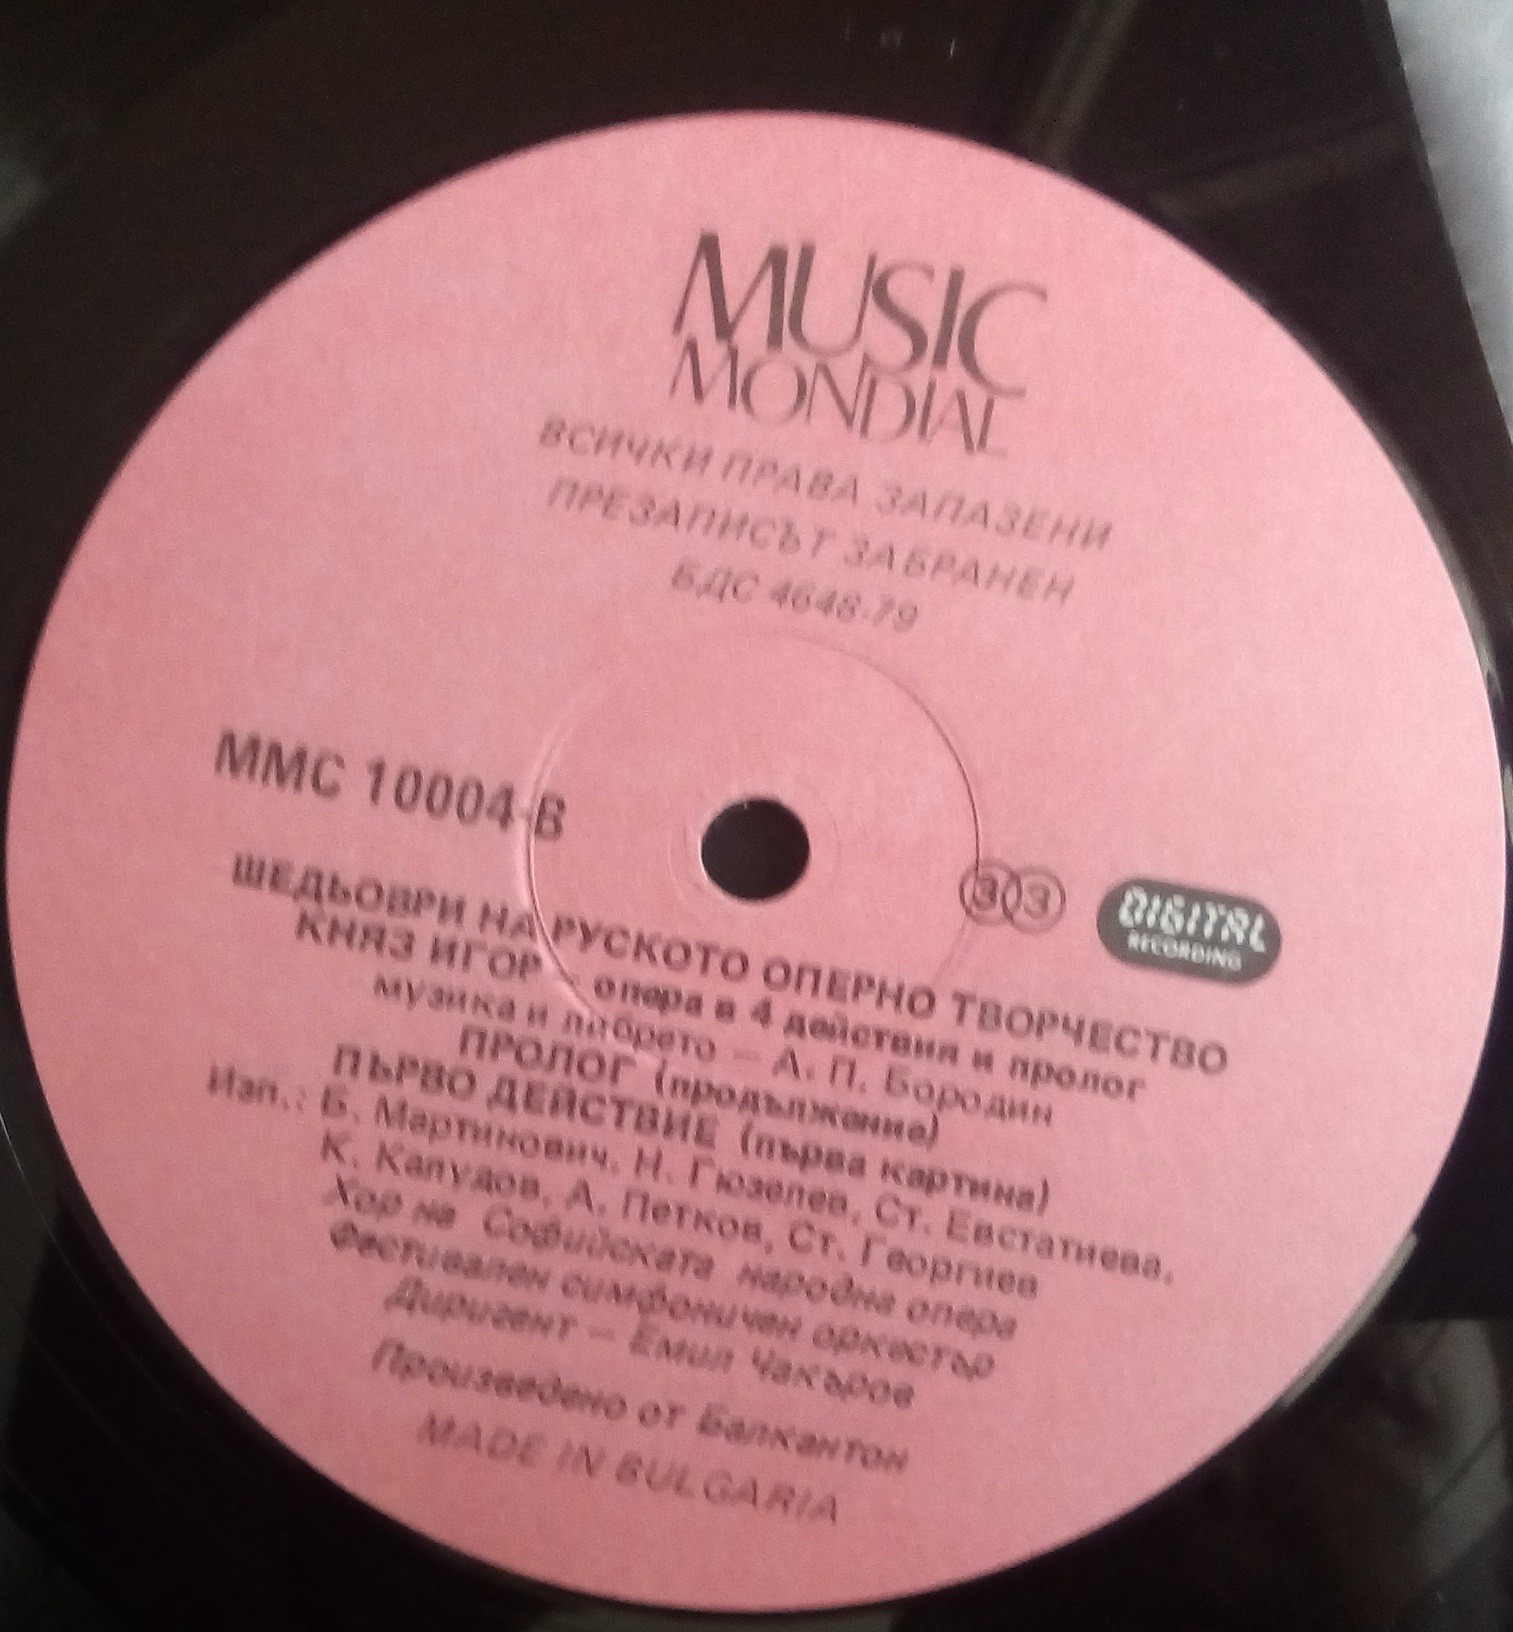 MUSIC
MONDIAL
ВСИЧКИ ПРАВА ЗАПАЗЕНИ
ПРЕЗАПИСЪТ ЗАБРАНЕН
БДС 4648-79
ММС 10004-В
33
DIGITAL
RECORDING
ШЕДЬОВРИ НА РУСКОТО ОПЕРНО ТВОРЧЕСТВО
КНЯЗ ИГОР – опера в 4 действия и пролог
музика и либрето – А. П. Бородин
ПРОЛОГ (продължение)
ПЪРВО ДЕЙСТВИЕ (първа картина)
Изп.: Б. Мартинович, Н. Гюзелев, Ст. Евстатиева,
К. Капудов, А. Петков, Ст. Георгиев
Хор на Софийската народна опера
Фестивален симфоничен оркестър
Диригент – Емил Чакъров
Произведено от Балкантон
MADE IN BULGARIA